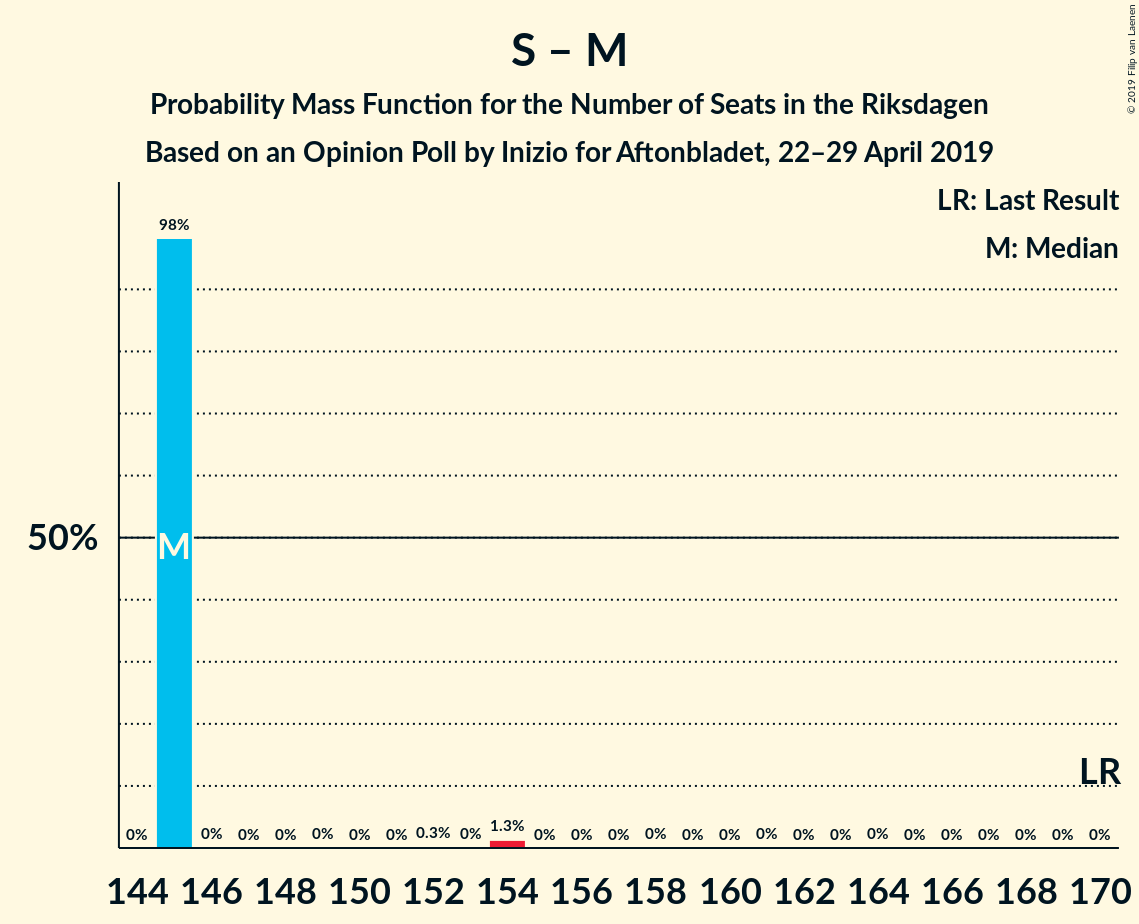 S – M
Probability Mass Function for the Number of Seats in the Riksdagen
Based on an Opinion Poll by Inizio for Aftonbladet, 22–29 April 2019
© 2019 Filip van Laenen
LR: Last Result
M: Median
98%
50%
M
LR
0% 0% 0% 0% 0% 0% 0% 0.3% 0% 1.3% 0% 0% 0% 0% 0% 0% 0% 0% 0% 0% 0% 0% 0% 0% 0% 0%
144 146 148 150 152 154 156 158 160 162 164 166 168 170